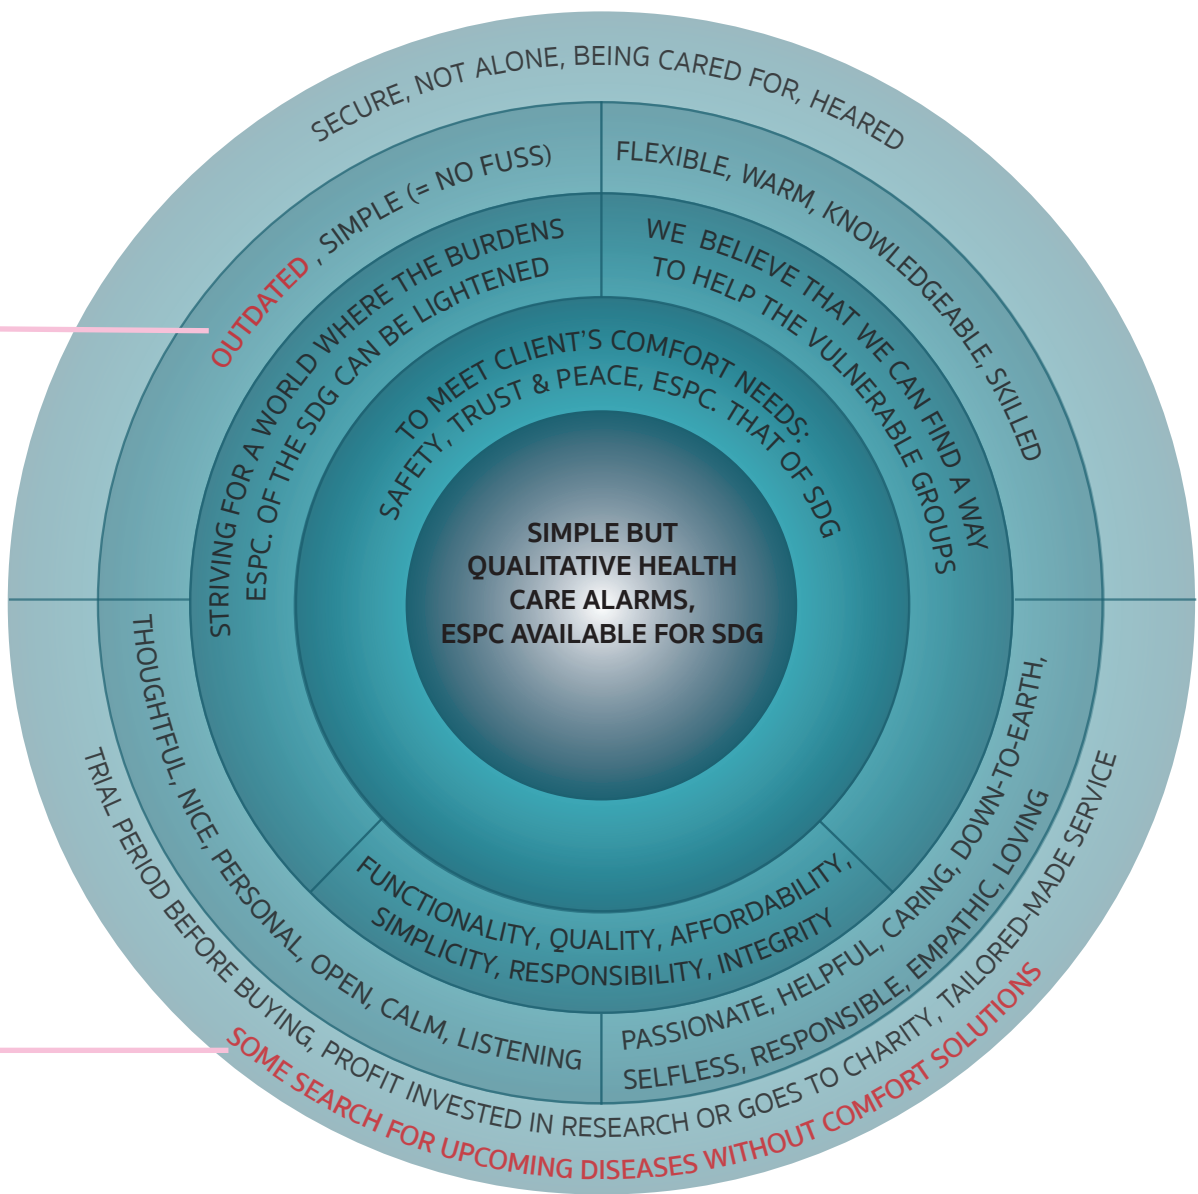 SECURE, NOT ALONE, BEING CARED FOR, HEARED
OUTDATED , SIMPLE (= NO FUSS)
FLEXIBLE, WARM, KNOWLEDGEABLE, SKILLED
STRIVING FOR A WORLD WHERE THE BURDENS
ESPC. OF THE SDG CAN BE LIGHTENED
WE BELIEVE THAT WE CAN FIND A WAY
TO HELP THE VULNERABLE GROUPS
TO MEET CLIENT'S COMFORT NEEDS:
SAFETY, TRUST & PEACE, ESPC. THAT OF SDG
SIMPLE BUT
QUALITATIVE HEALTH
CARE ALARMS,
ESPC AVAILABLE FOR SDG
FUNCTIONALITY, QUALITY, AFFORDABILITY,
SIMPLICITY, RESPONSIBILITY, INTEGRITY
THOUGHTFUL, NICE, PERSONAL, OPEN, CALM, LISTENING
PASSIONATE, HELPFUL, CARING, DOWN-TO-EARTH,
SELFLESS, RESPONSIBLE, EMPATHIC, LOVING
TRIAL PERIOD BEFORE BUYING, PROFIT INVESTED IN RESEARCH OR GOES TO CHARITY, TAILORED-MADE SERVICE
SOME SEARCH FOR UPCOMING DISEASES WITHOUT COMFORT SOLUTIONS